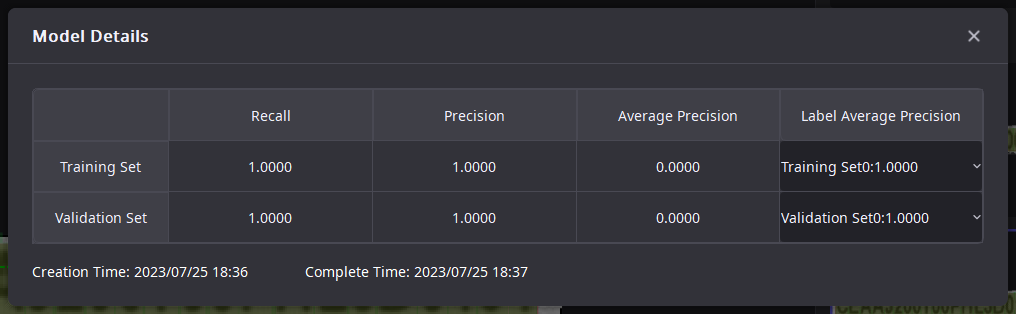 Model Details
Recall Precision Average Precision Label Average Precision
Training Set 1.0000 1.0000 0.0000 Training Set0:1.0000
Validation Set 1.0000 1.0000 0.0000 Validation Set0:1.0000
Creation Time: 2023/07/25 18:36 Complete Time: 2023/07/25 18:37